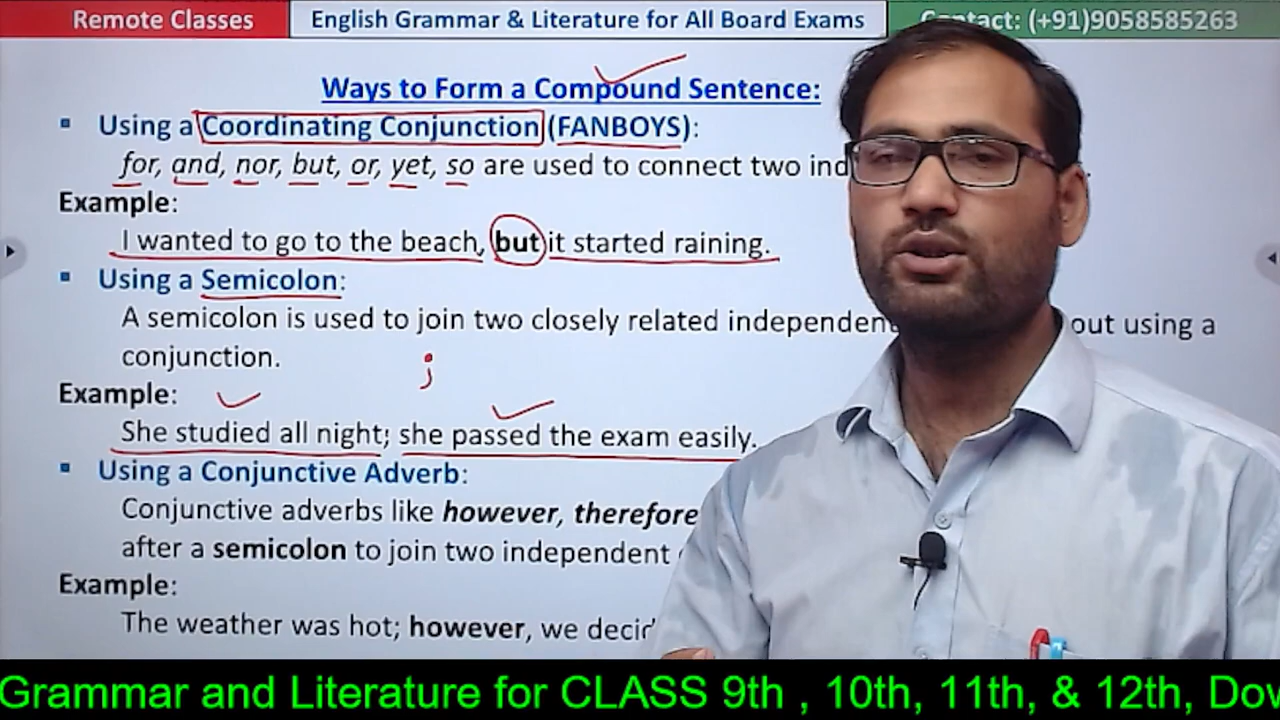 Remote Classes
English Grammar & Literature for All Board Exams
Contact: (+91)9058585263
Ways to Form a Compound Sentence:
▪ Using a Coordinating Conjunction (FANBOYS):
for, and, nor, but, or, yet, so are used to connect two
Example:
I wanted to go to the beach, but it started raining.
▪ Using a Semicolon:
A semicolon is used to join two closely related independent out using a
conjunction. ;
Example:
She studied all night; she passed the exam easily.
▪ Using a Conjunctive Adverb:
Conjunctive adverbs like however, therefore
after a semicolon to join two independent
Example:
The weather was hot; however, we
Grammar and Literature for CLASS 9th , 10th, 11th, & 12th,